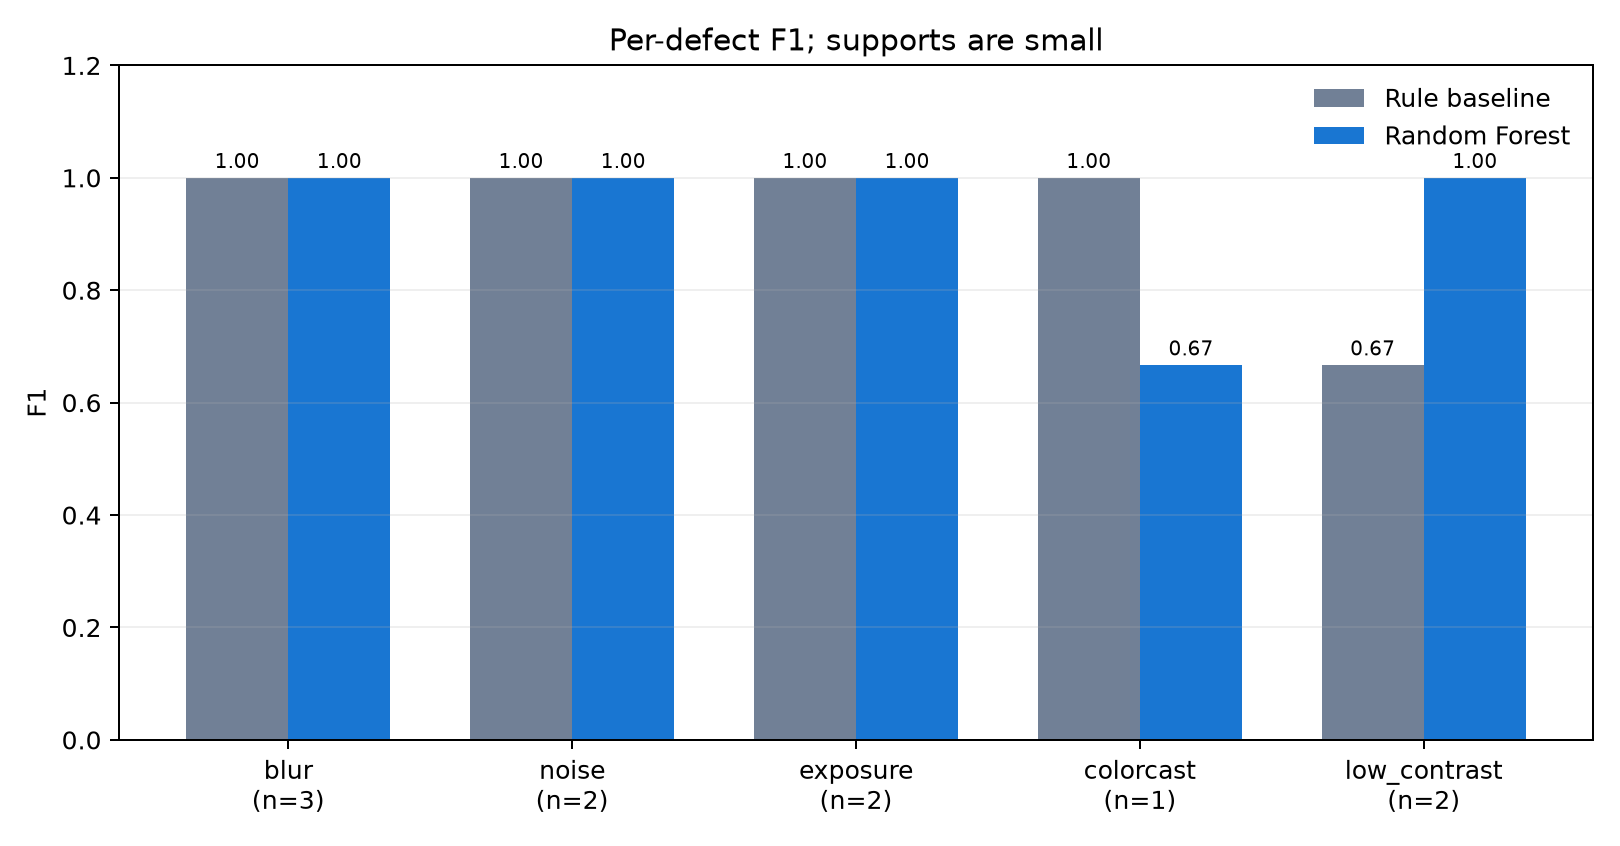 Per-defect F1; supports are small
Rule baseline
Random Forest
1.2
1.0
0.8
0.6
0.4
0.2
0.0
F1
1.00 1.00 1.00 1.00 1.00 1.00 1.00 1.00
0.67 0.67
blur noise exposure colorcast low_contrast
(n=3) (n=2) (n=2) (n=1) (n=2)